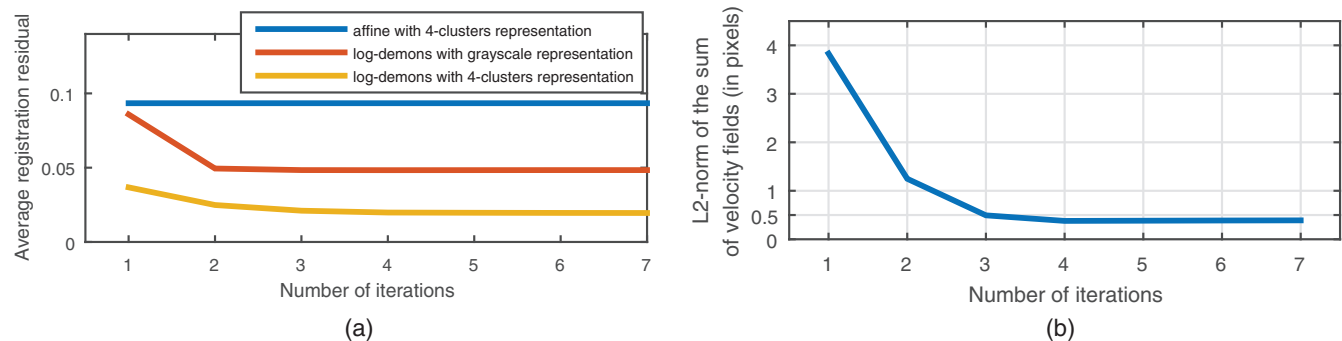 Average registration residual
0.1
0.05
0
affine with 4-clusters representation
log-demons with grayscale representation
log-demons with 4-clusters representation
1 2 3 4 5 6 7
Number of iterations
(a)
L2-norm of the sum
of velocity fields (in pixels)
4
3
2
1
0.5
0
1 2 3 4 5 6 7
Number of iterations
(b)